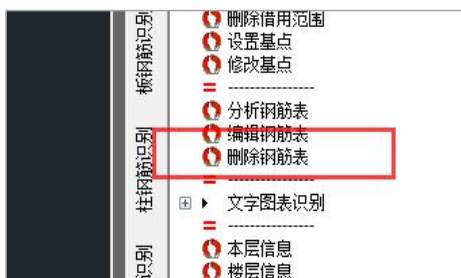 删除借用范围
设置基点
修改基点
分析钢筋表
编辑钢筋表
删除钢筋表
文字图表识别
本层信息
楼层信息
板钢筋识别
柱钢筋识别
识别